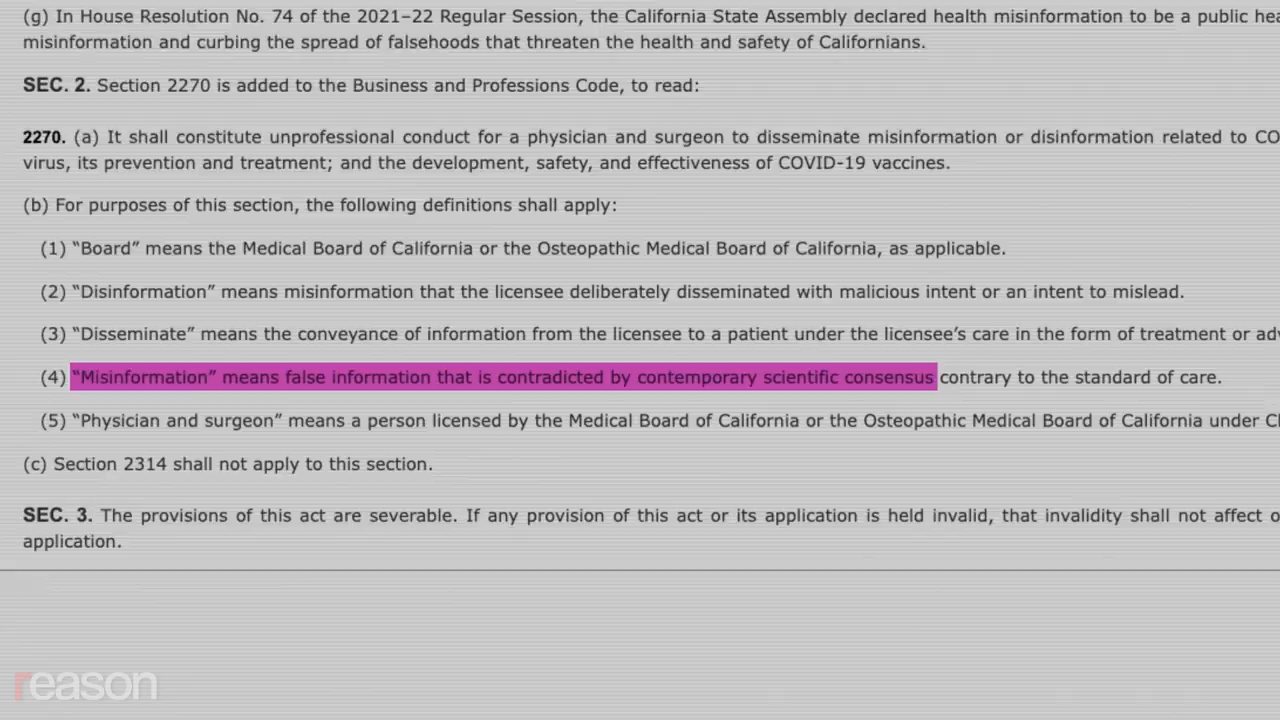 (g) In House Resolution No. 74 of the 2021–22 Regular Session, the California State Assembly declared health misinformation to be a public
misinformation and curbing the spread of falsehoods that threaten the health and safety of Californians.
SEC. 2. Section 2270 is added to the Business and Professions Code, to read:
2270. (a) It shall constitute unprofessional conduct for a physician and surgeon to disseminate misinformation or disinformation related to CO
virus, its prevention and treatment; and the development, safety, and effectiveness of COVID-19 vaccines.
(b) For purposes of this section, the following definitions shall apply:
(1) “Board” means the Medical Board of California or the Osteopathic Medical Board of California, as applicable.
(2) “Disinformation” means misinformation that the licensee deliberately disseminated with malicious intent or an intent to mislead.
(3) “Disseminate” means the conveyance of information from the licensee to a patient under the licensee’s care in the form of treatment or
(4) “Misinformation” means false information that is contradicted by contemporary scientific consensus contrary to the standard of care.
(5) “Physician and surgeon” means a person licensed by the Medical Board of California or the Osteopathic Medical Board of California under
(c) Section 2314 shall not apply to this section.
SEC. 3. The provisions of this act are severable. If any provision of this act or its application is held invalid, that invalidity shall not affect
application.
reason